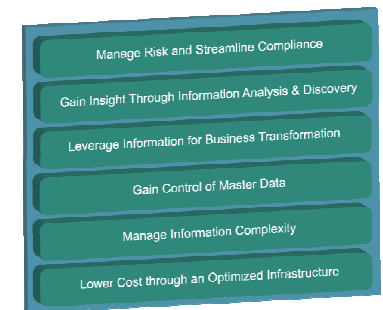 Manage Risk and Streamline Compliance
Gain Insight Through Information Analysis & Discovery
Leverage Information for Business Transformation
Gain Control of Master Data
Manage Information Complexity
Lower Cost through an Optimized Infrastructure